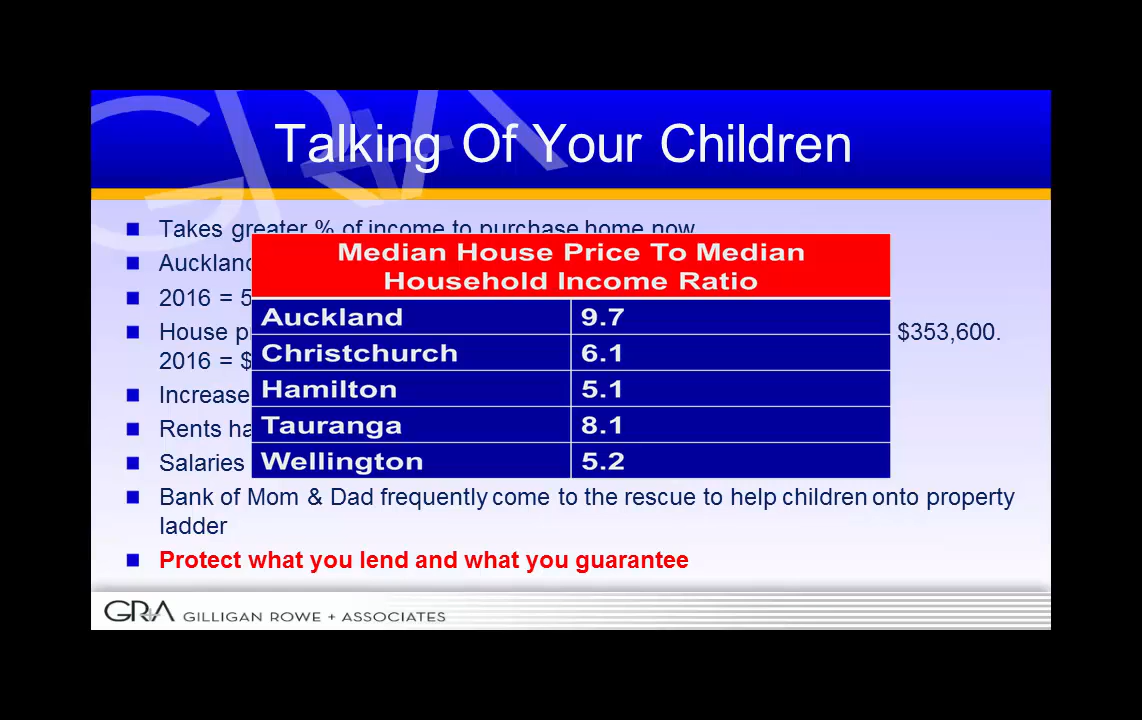 Talking Of Your Children
Takes greater % of income to purchase home now
Median House Price To Median
Household Income Ratio
Auckland
2016 = 5
House $353,600.
2016 = $
Increase
Rents
Salaries
Auckland 9.7
Christchurch 6.1
Hamilton 5.1
Tauranga 8.1
Wellington 5.2
Bank of Mom & Dad frequently come to the rescue to help children onto property
ladder
Protect what you lend and what you guarantee
GRA GILLIGAN ROWE + ASSOCIATES